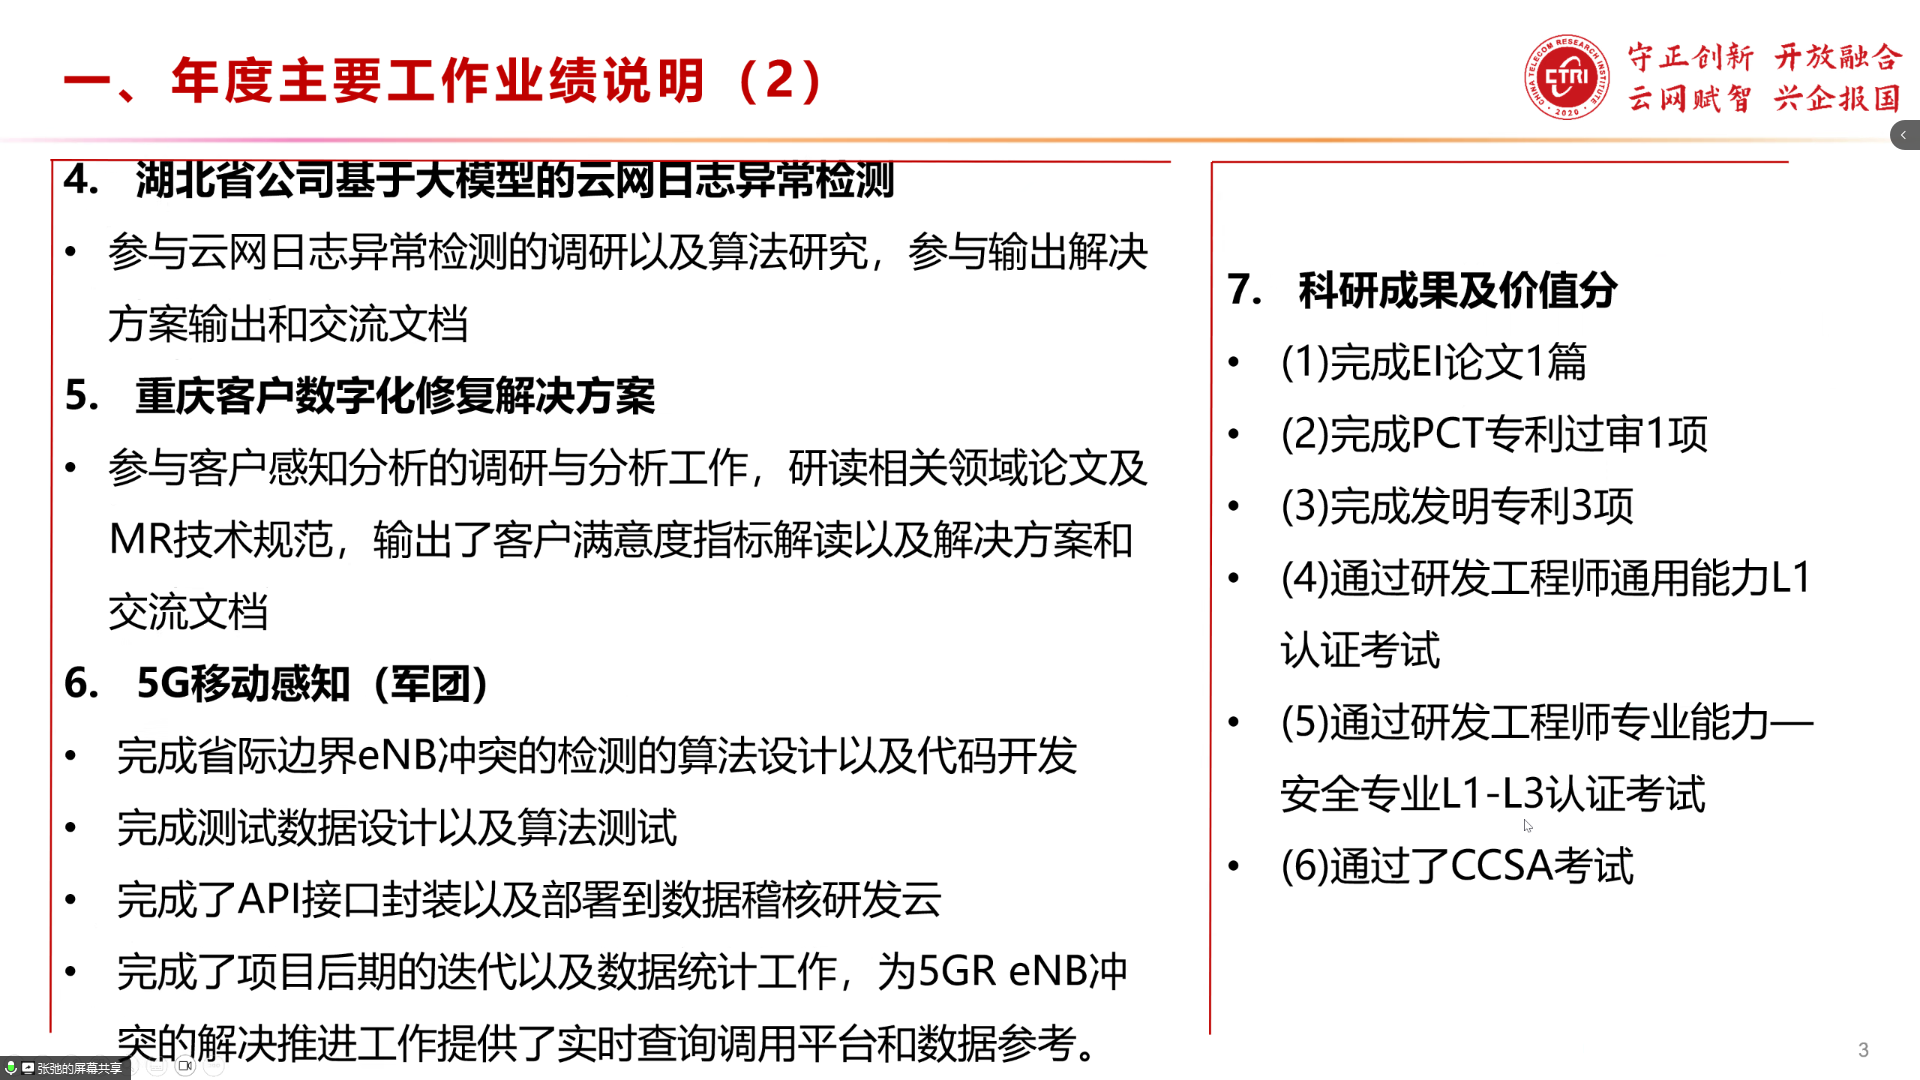 一、年度主要工作业绩说明（2）
CHINA TELECOM RESEARCH INSTITUTE
CTRI
2020
守正创新 开放融合
云网赋智 兴企报国
4. 湖北省公司基于大模型的云网日志异常检测
• 参与云网日志异常检测的调研以及算法研究，参与输出解决
方案输出和交流文档
5. 重庆客户数字化修复解决方案
• 参与客户感知分析的调研与分析工作，研读相关领域论文及
MR技术规范，输出了客户满意度指标解读以及解决方案和
交流文档
6. 5G移动感知（军团）
• 完成省际边界eNB冲突的检测的算法设计以及代码开发
• 完成测试数据设计以及算法测试
• 完成了API接口封装以及部署到数据稽核研发云
• 完成了项目后期的迭代以及数据统计工作，为5GR eNB冲
突的解决推进工作提供了实时查询调用平台和数据参考。
7. 科研成果及价值分
• (1)完成EI论文1篇
• (2)完成PCT专利过审1项
• (3)完成发明专利3项
• (4)通过研发工程师通用能力L1
认证考试
• (5)通过研发工程师专业能力—
安全专业L1-L3认证考试
• (6)通过了CCSA考试
3
张弛的屏幕共享